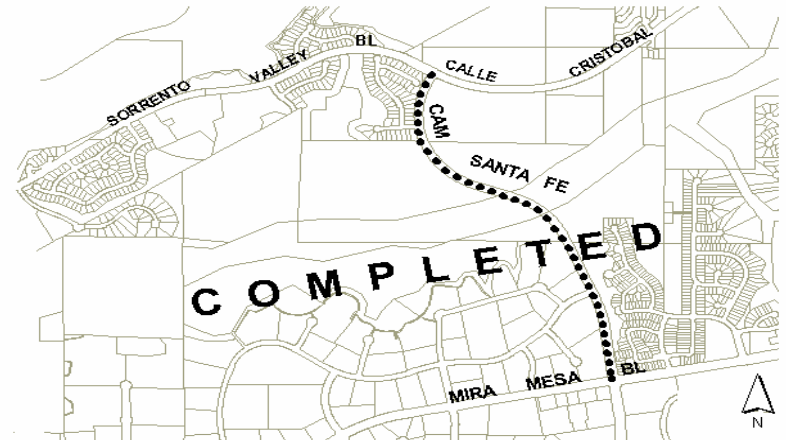 SORRENTO VALLEY BL
CALLE CRISTOBAL
CAM SANTA FE
COMPLETED
MIRA MESA BL
N